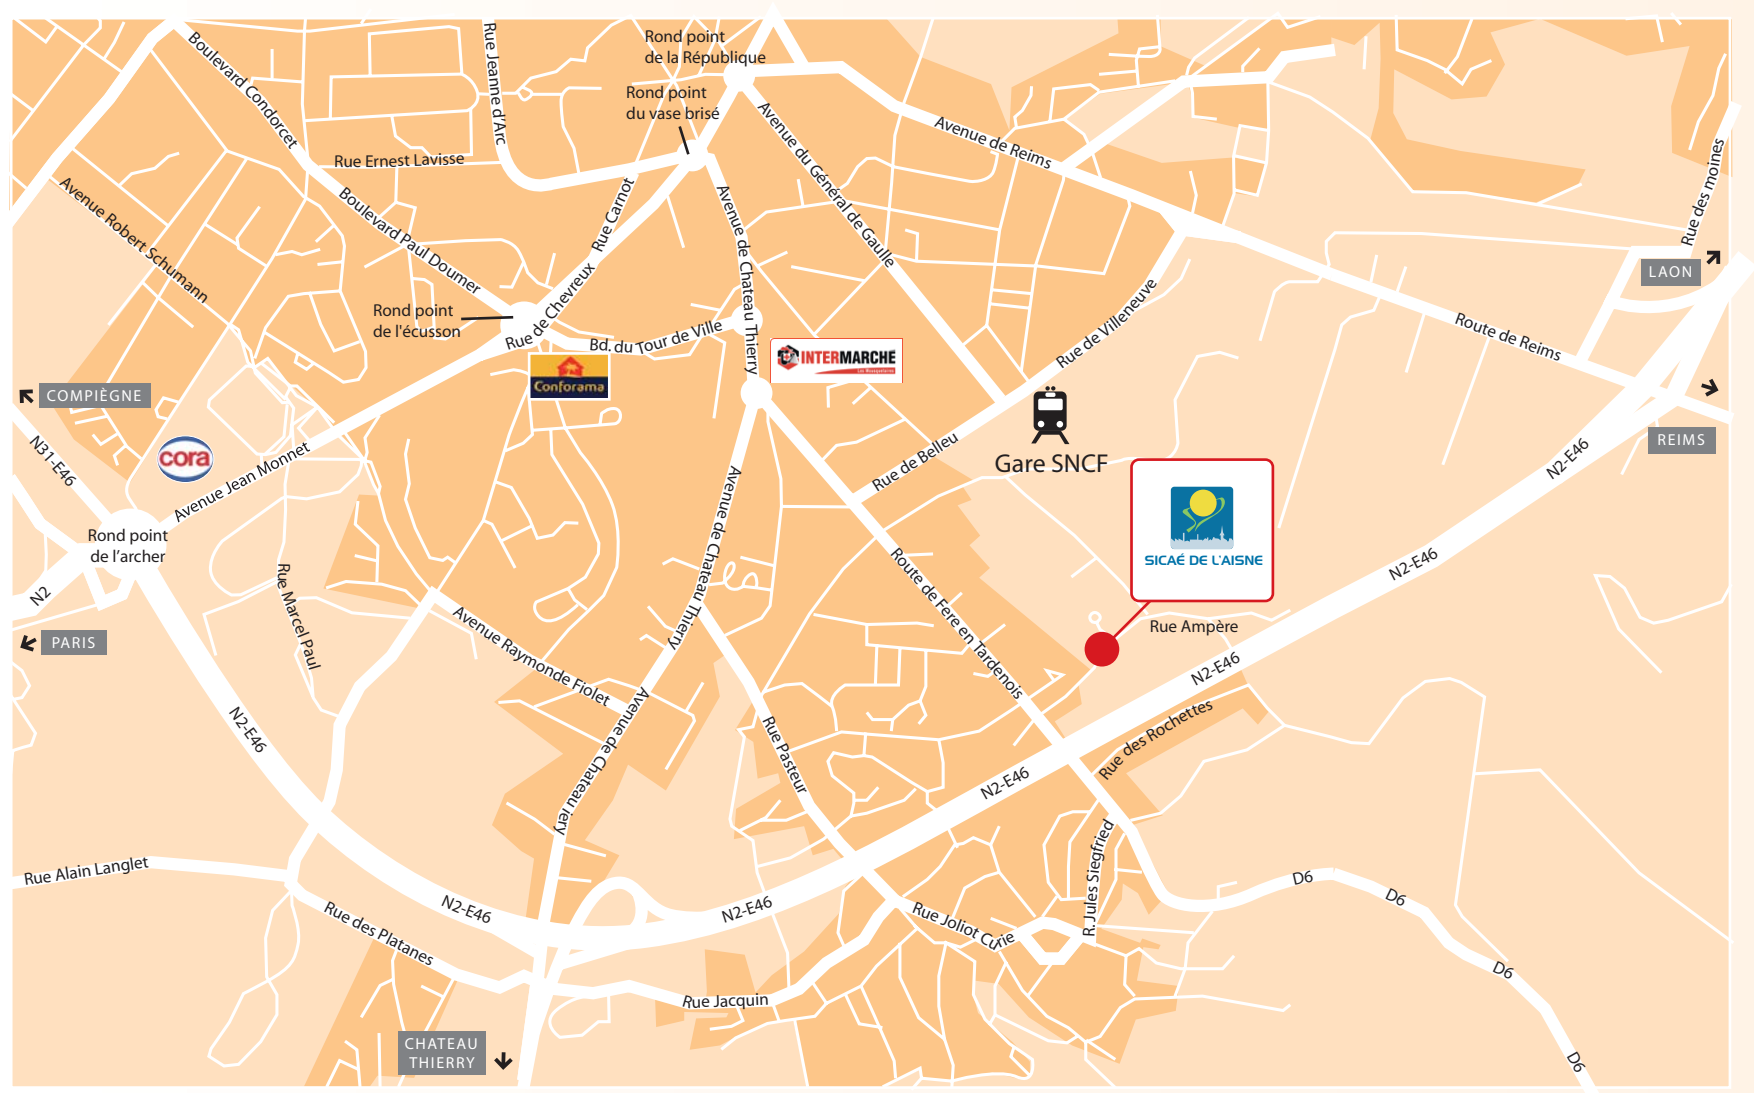 Rond point
de la République
Rond point
du vase brisé
Rue Jeanne d'Arc
Boulevard Condorcet
Rue Ernest Lavisse
Avenue Robert Schumann
Boulevard Paul Doumer
Rue Carnot
Avenue de Chateau Thierry
Avenue du Général de Gaulle
Avenue de Reims
Rue des moines
LAON
Rond point
de l'écusson
Rue de Chevreux
Bd. du Tour de Ville
INTERMARCHÉ
Les Mousquetaires
Conforama
Rue de Villeneuve
Route de Reims
REIMS
COMPIÈGNE
N31-E46
cora
Avenue Jean Monnet
Rond point
de l'archer
N2
PARIS
Rue de Belleu
Gare SNCF
SICAÉ DE L'AISNE
N2-E46
N2-E46
N2-E46
Rue Ampère
Rue Marcel Paul
Avenue Raymonde Fiolet
Avenue de Chateau Thierry
Route de Fere en Tardenois
Avenue de Chateau iery
Rue Pasteur
Rue des Rochettes
N2-E46
N2-E46
N2-E46
N2-E46
Rue Alain Langlet
Rue des Platanes
Rue Jacquin
Rue Joliot Curie
R. Jules Siegfried
D6
D6
D6
D6
CHATEAU
THIERRY